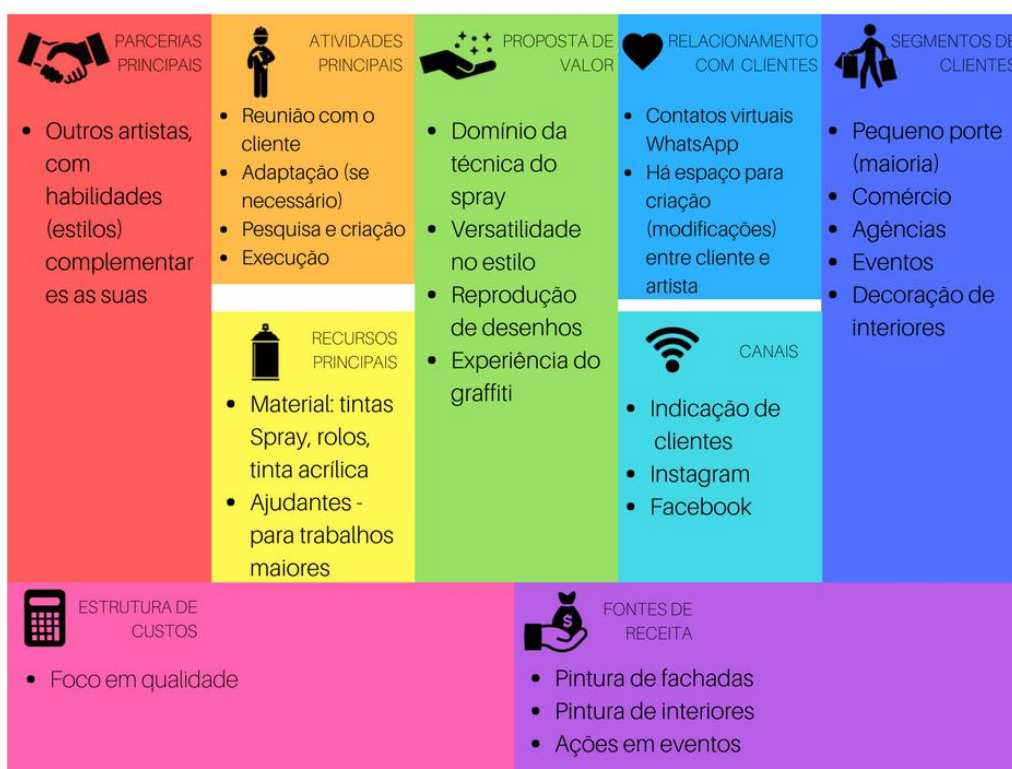 PARCERIAS
PRINCIPAIS
Outros artistas,
com
habilidades
(estilos)
complementar
es as suas
ATIVIDADES
PRINCIPAIS
Reunião com o
cliente
Adaptação (se
necessário)
Pesquisa e criação
Execução
RECURSOS
PRINCIPAIS
Material: tintas
Spray, rolos,
tinta acrílica
Ajudantes -
para trabalhos
maiores
PROPOSTA DE
VALOR
Domínio da
técnica do
spray
Versatilidade
no estilo
Reprodução
de desenhos
Experiência do
graffiti
RELACIONAMENTO
COM CLIENTES
Contatos virtuais
WhatsApp
Há espaço para
criação
(modificações)
entre cliente e
artista
CANAIS
Indicação de
clientes
Instagram
Facebook
SEGMENTOS DE
CLIENTES
Pequeno porte
(maioria)
Comércio
Agências
Eventos
Decoração de
interiores
ESTRUTURA DE
CUSTOS
Foco em qualidade
$
FONTES DE
RECEITA
Pintura de fachadas
Pintura de interiores
Ações em eventos